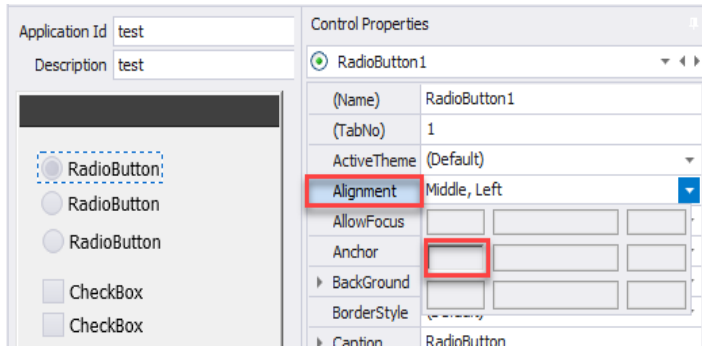 Application Id test
Description test
RadioButton
RadioButton
RadioButton
CheckBox
CheckBox
Control Properties
RadioButton1
(Name) RadioButton1
(TabNo) 1
ActiveTheme (Default)
Alignment Middle, Left
AllowFocus
Anchor
BackGround
BorderStyle
Caption RadioButton